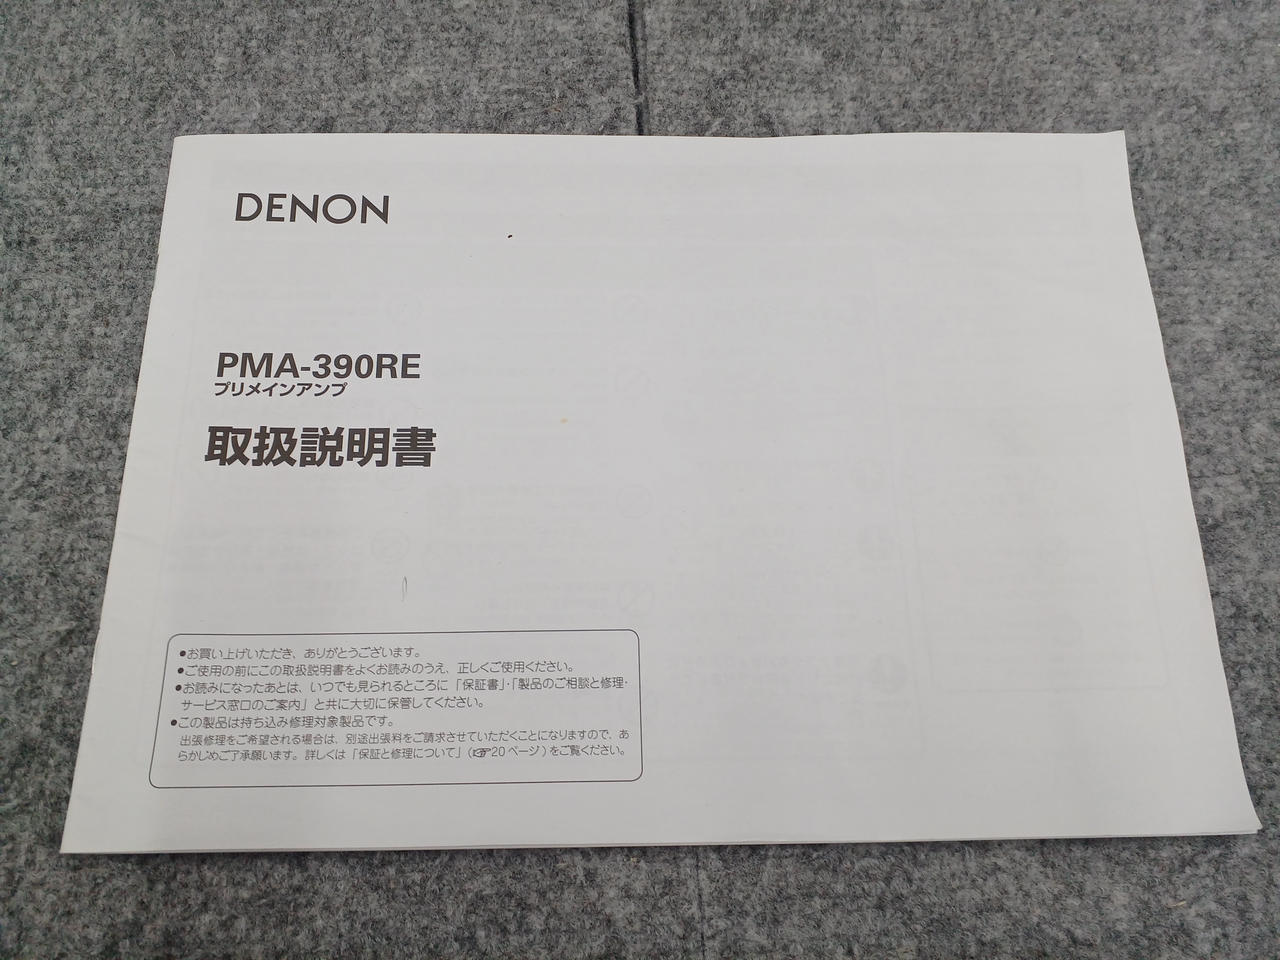 DENON
PMA-390RE
プリメインアンプ
取扱説明書
●お買い上げいただき、ありがとうございます。
●ご使用の前にこの取扱説明書をよくお読みのうえ、正しくご使用ください。
●お読みになったあとは、いつでも見られるところに「保証書」・「製品のご相談と修理・
サービス窓口のご案内」と共に大切に保管してください。
●この製品は持ち込み修理対象製品です。
出張修理をご希望される場合は、別途出張料をご請求させていただくことになりますので、あ
らかじめご了承願います。詳しくは「保証と修理について」(☞20ページ)をご覧ください。